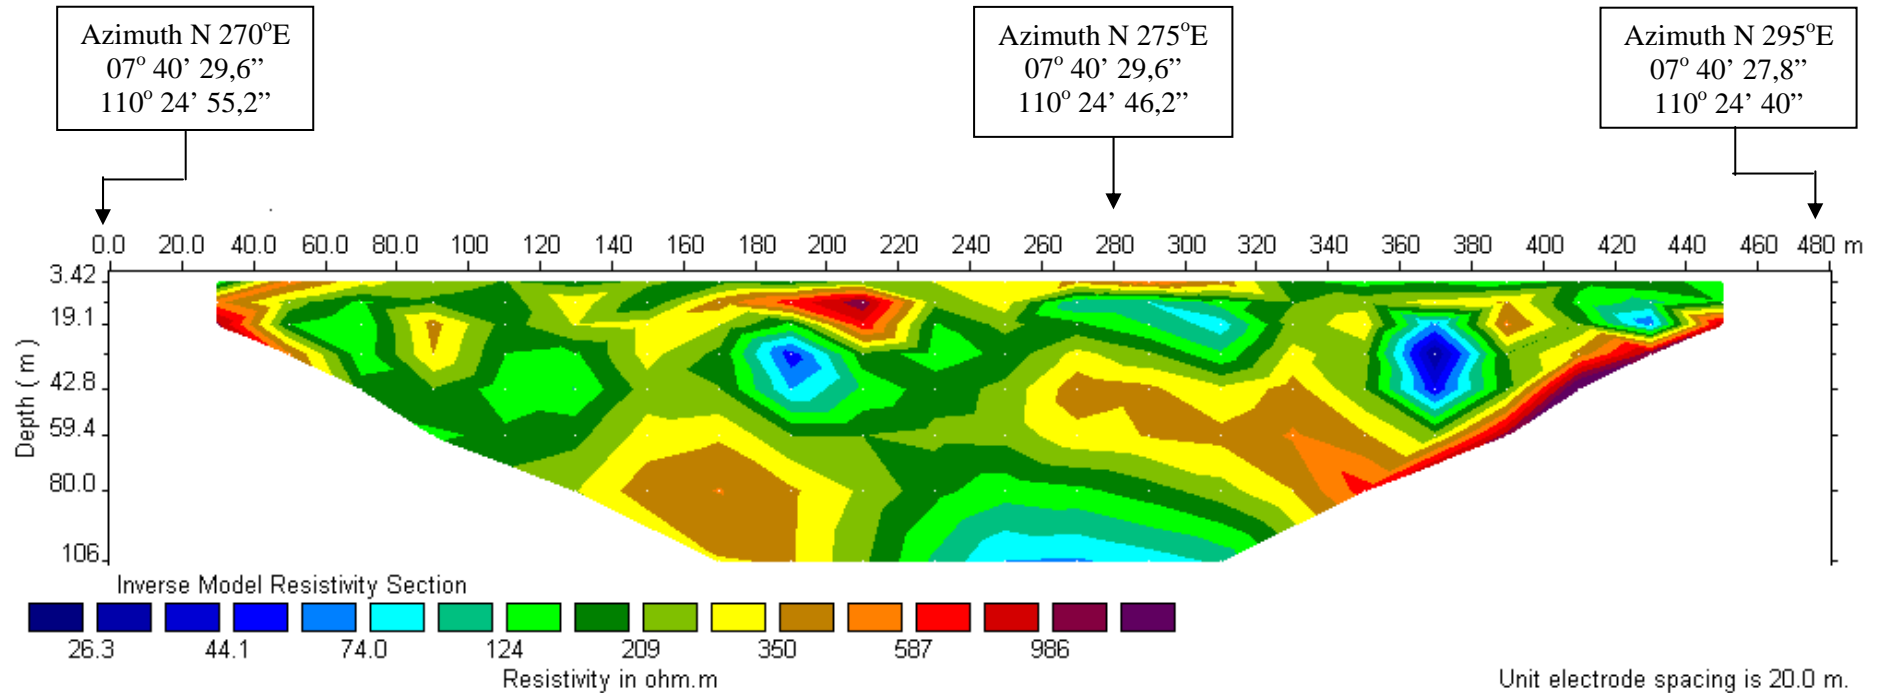 Azimuth N 270°E
07° 40’ 29,6”
110° 24’ 55,2”
Azimuth N 275°E
07° 40’ 29,6”
110° 24’ 46,2”
Azimuth N 295°E
07° 40’ 27,8”
110° 24’ 40”
0.0 20.0 40.0 60.0 80.0 100 120 140 160 180 200 220 240 260 280 300 320 340 360 380 400 420 440 460 480 m
Depth ( m )
3.42
19.1
42.8
59.4
80.0
106.
Inverse Model Resistivity Section
26.3 44.1 74.0 124 209 350 587 986
Resistivity in ohm.m
Unit electrode spacing is 20.0 m.